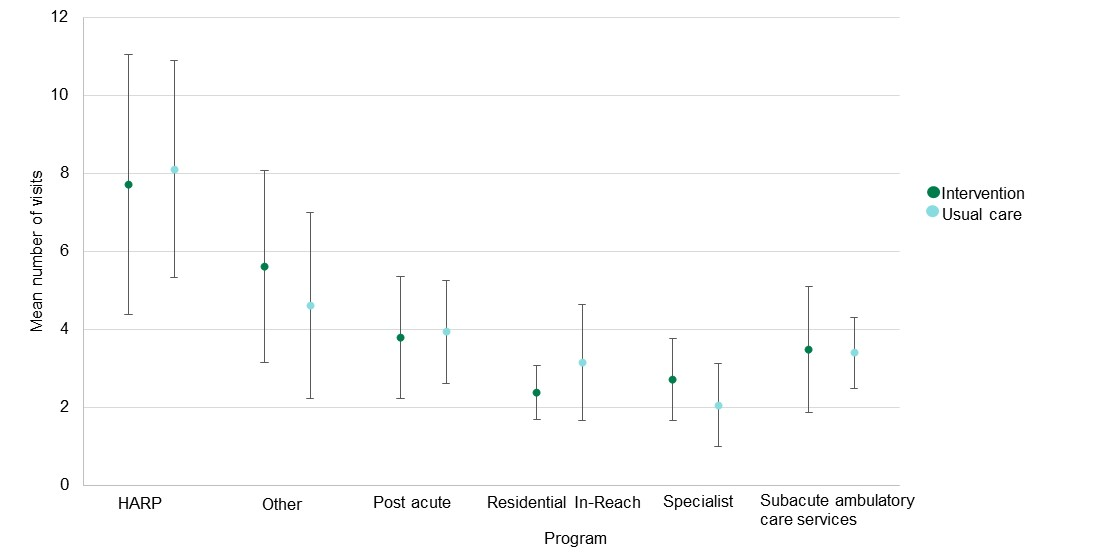 12
10
8
6
4
2
0
Mean number of visits
HARP
Other
Post acute
Residential In-Reach
Specialist
Subacute ambulatory
care services
Program
Intervention
Usual care